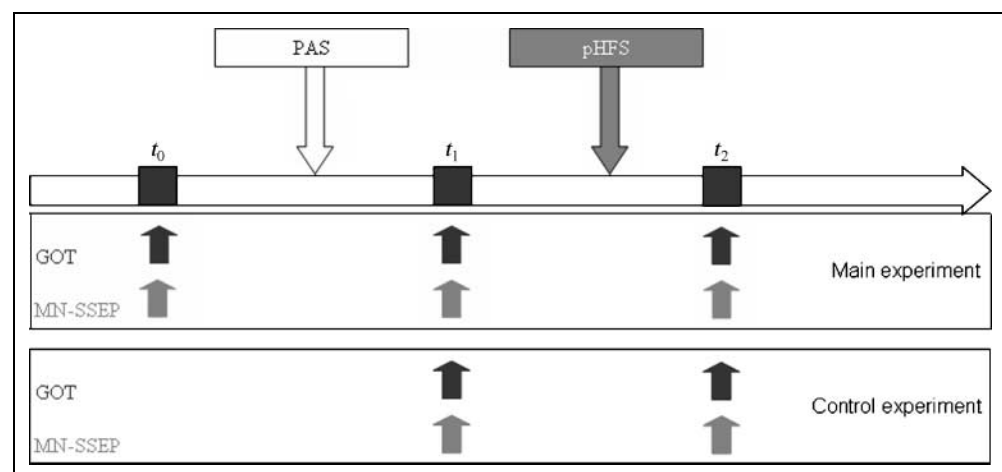 PAS
pHFS
t0
t1
t2
GOT
Main experiment
MN-SSEP
GOT
Control experiment
MN-SSEP